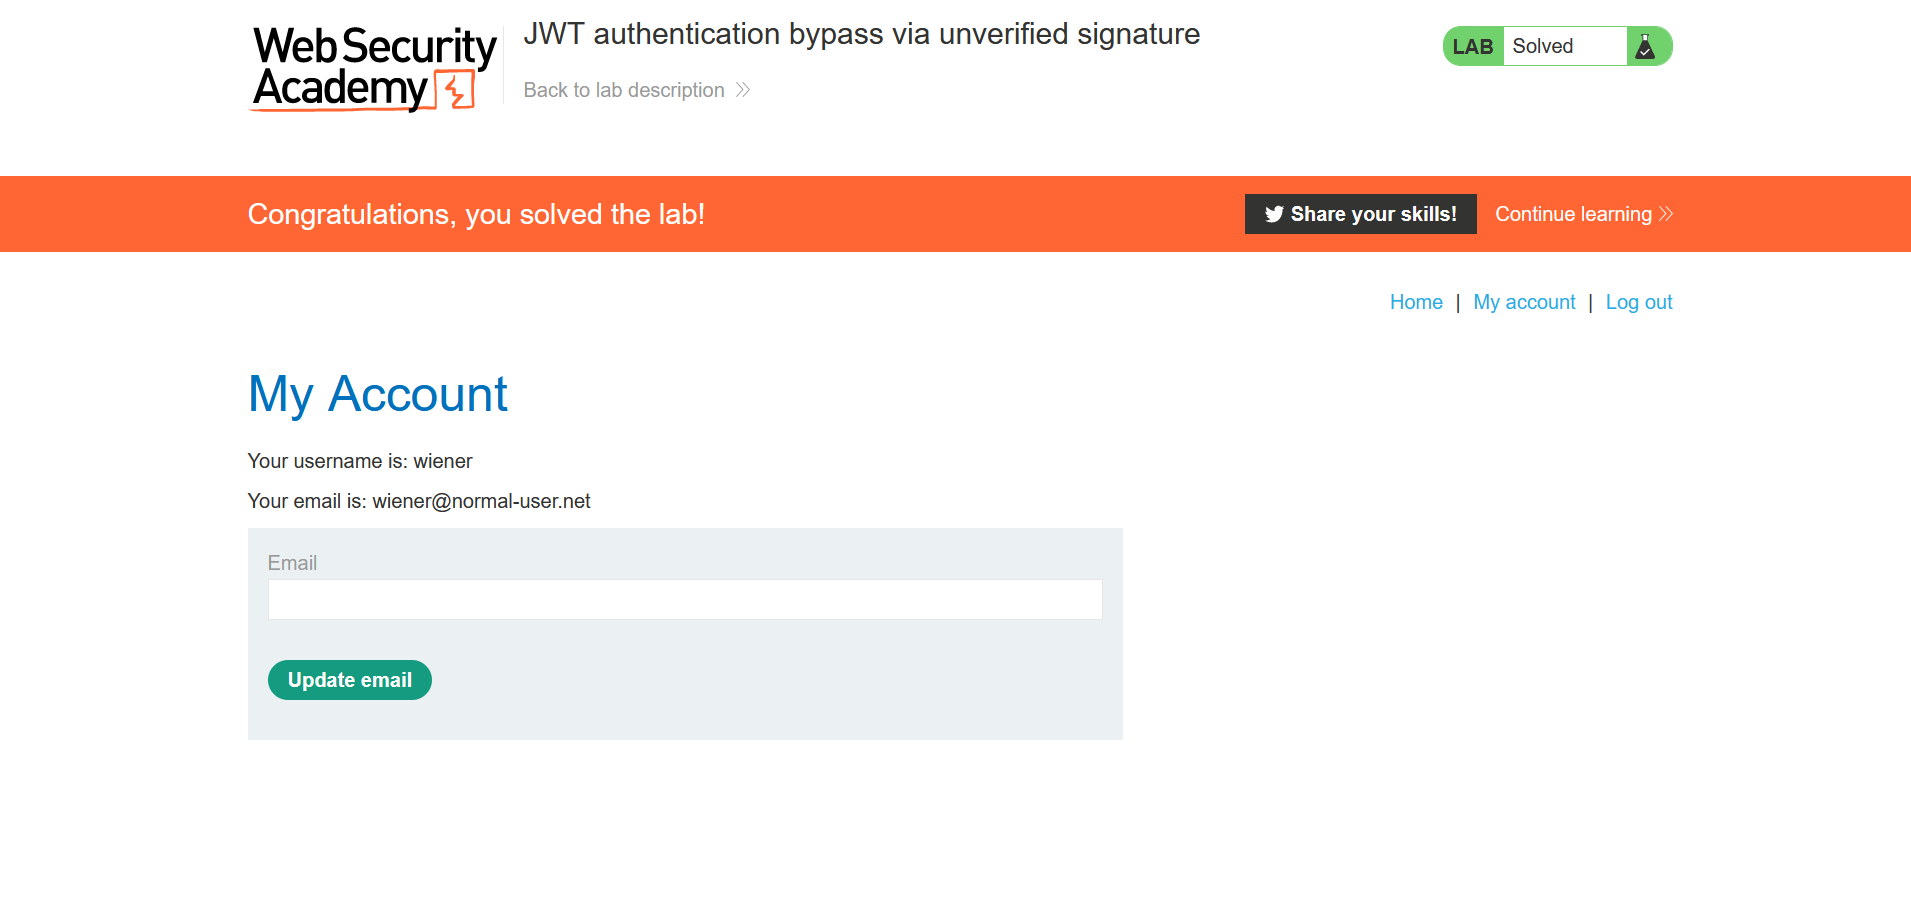 Web Security
Academy
JWT authentication bypass via unverified signature
Back to lab description
LAB Solved
Congratulations, you solved the lab!
Share your skills!
Continue learning
Home | My account | Log out
My Account
Your username is: wiener
Your email is: wiener@normal-user.net
Email
Update email